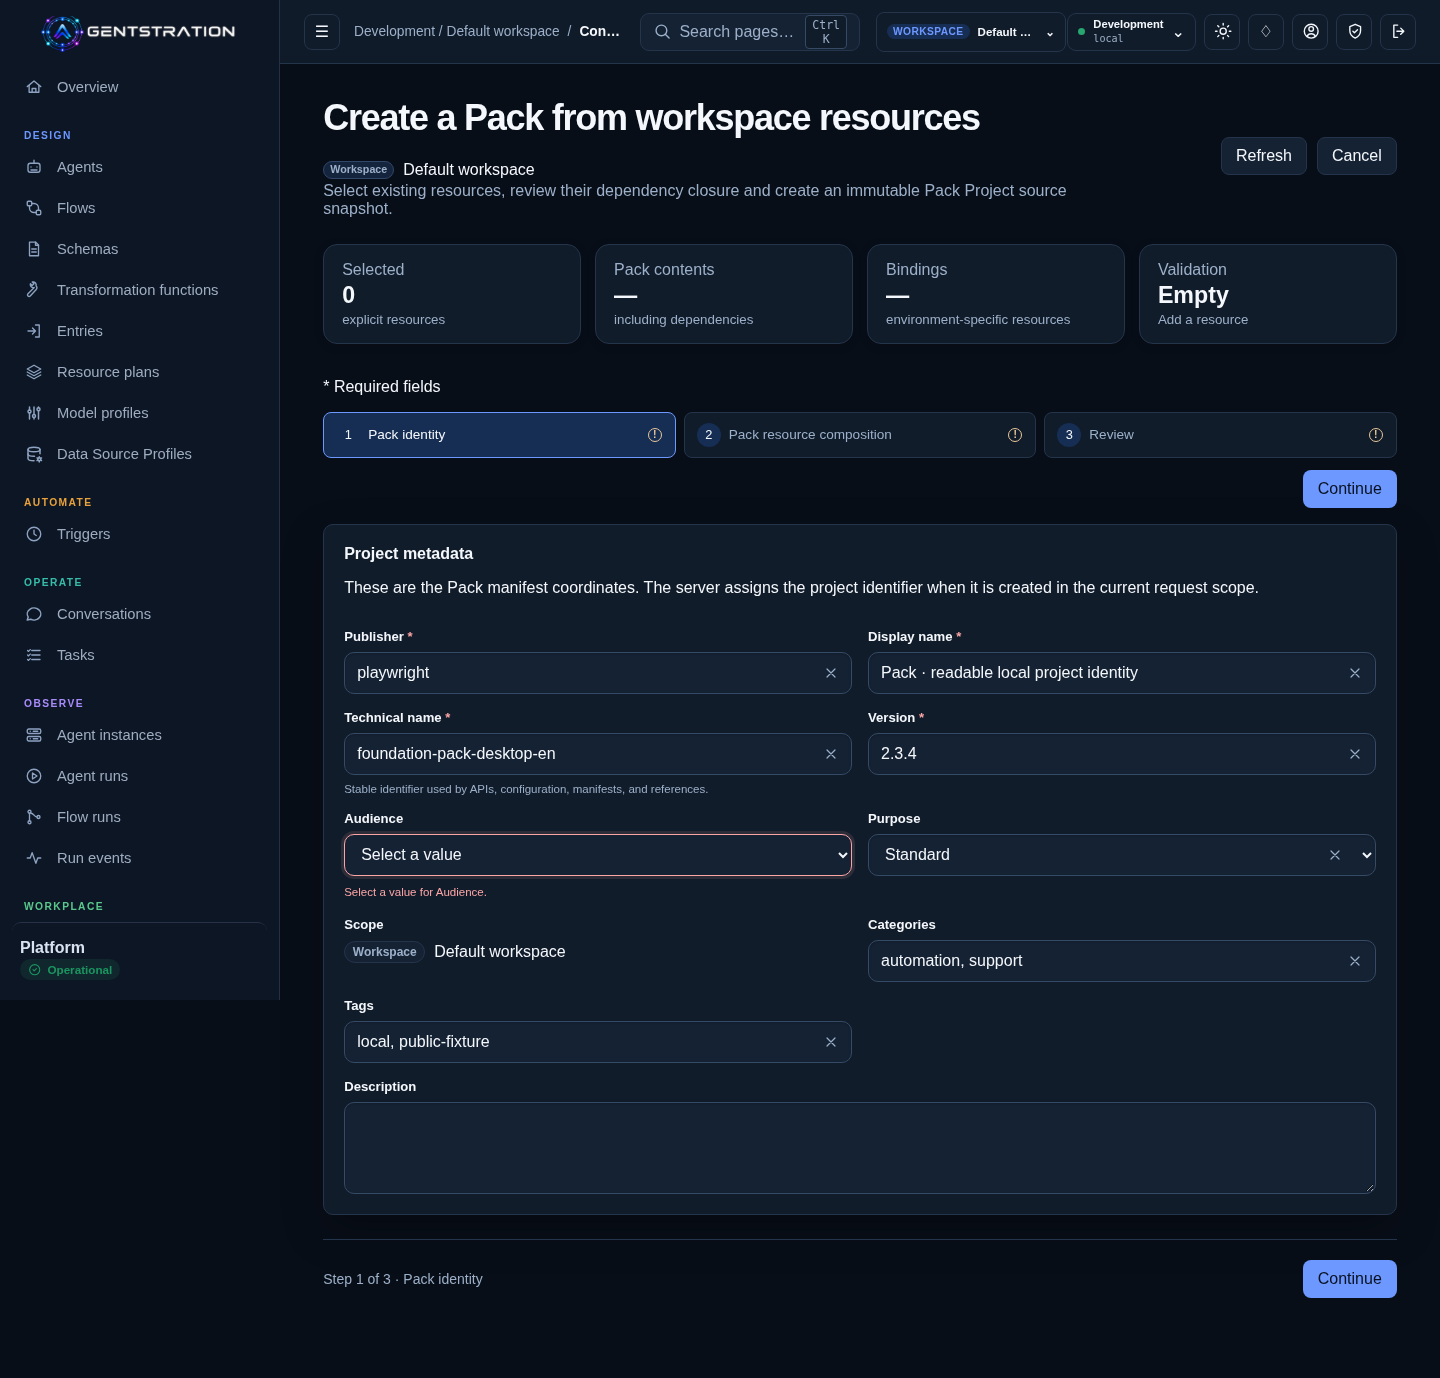 GENTSTRATION
☰
Development / Default workspace / Con…
Search pages…
Ctrl K
WORKSPACE Default …
Development
local
Overview
DESIGN
Agents
Flows
Schemas
Transformation functions
Entries
Resource plans
Model profiles
Data Source Profiles
AUTOMATE
Triggers
OPERATE
Conversations
Tasks
OBSERVE
Agent instances
Agent runs
Flow runs
Run events
WORKPLACE
Platform
Operational
Create a Pack from workspace resources
Workspace Default workspace
Select existing resources, review their dependency closure and create an immutable Pack Project source
snapshot.
Refresh
Cancel
Selected
0
explicit resources
Pack contents
—
including dependencies
Bindings
—
environment-specific resources
Validation
Empty
Add a resource
* Required fields
1 Pack identity
2 Pack resource composition
3 Review
Continue
Project metadata
These are the Pack manifest coordinates. The server assigns the project identifier when it is created in the current request scope.
Publisher *
playwright
Display name *
Pack · readable local project identity
Technical name *
foundation-pack-desktop-en
Stable identifier used by APIs, configuration, manifests, and references.
Version *
2.3.4
Audience
Select a value
Select a value for Audience.
Purpose
Standard
Scope
Workspace Default workspace
Categories
automation, support
Tags
local, public-fixture
Description
Step 1 of 3 · Pack identity
Continue